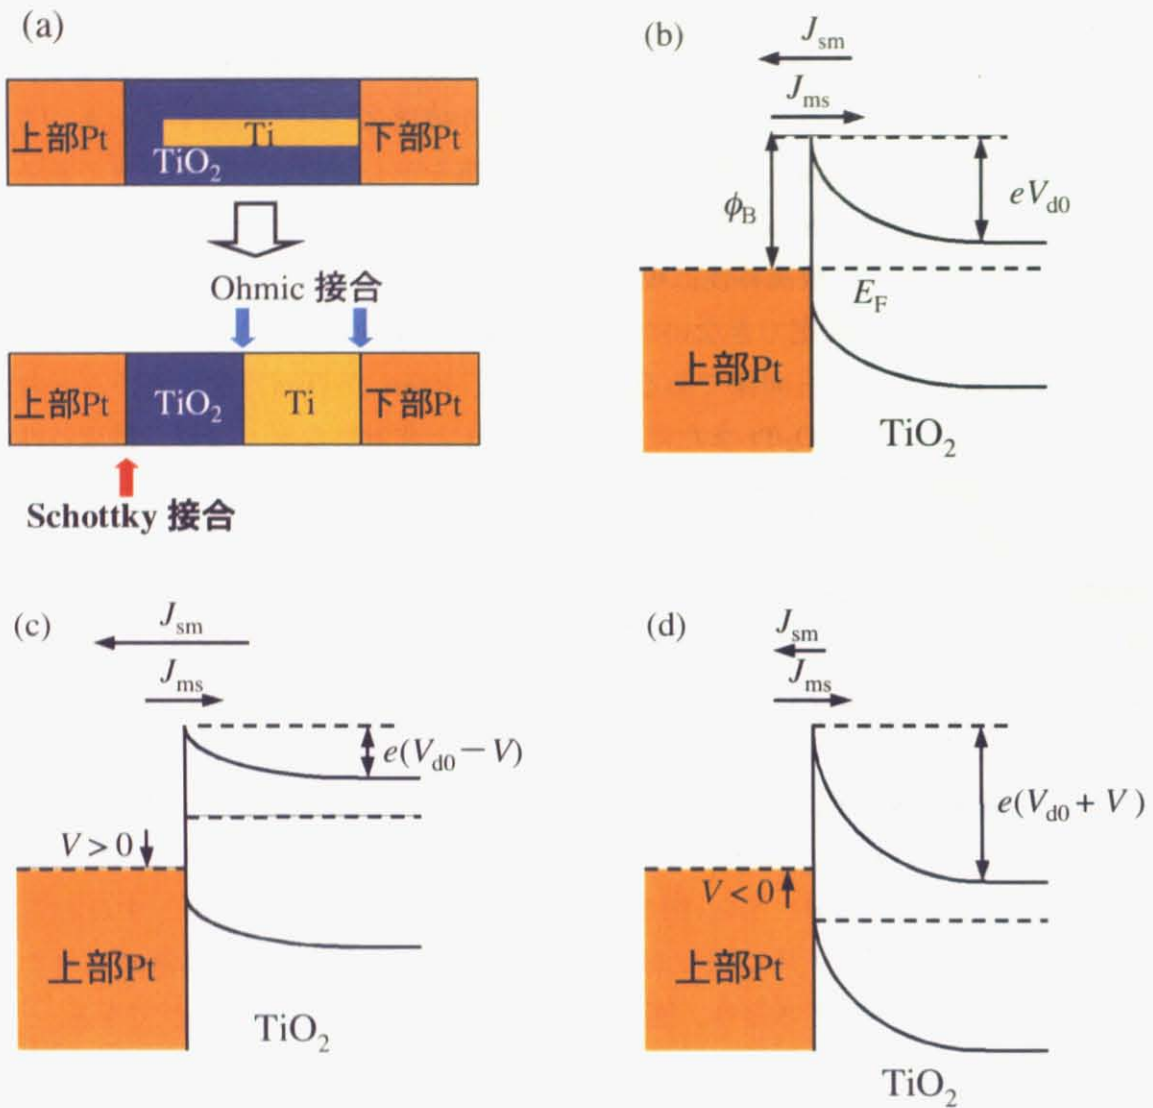 (a)
上部Pt
Ti
TiO₂
下部Pt
Ohmic 接合
上部Pt
TiO₂
Ti
下部Pt
Schottky 接合
(b)
Jsm
Jms
ϕB
eVd0
EF
上部Pt
TiO₂
(c)
Jsm
Jms
e(Vd0－V)
V > 0
上部Pt
TiO₂
(d)
Jsm
Jms
e(Vd0 + V)
V < 0
上部Pt
TiO₂